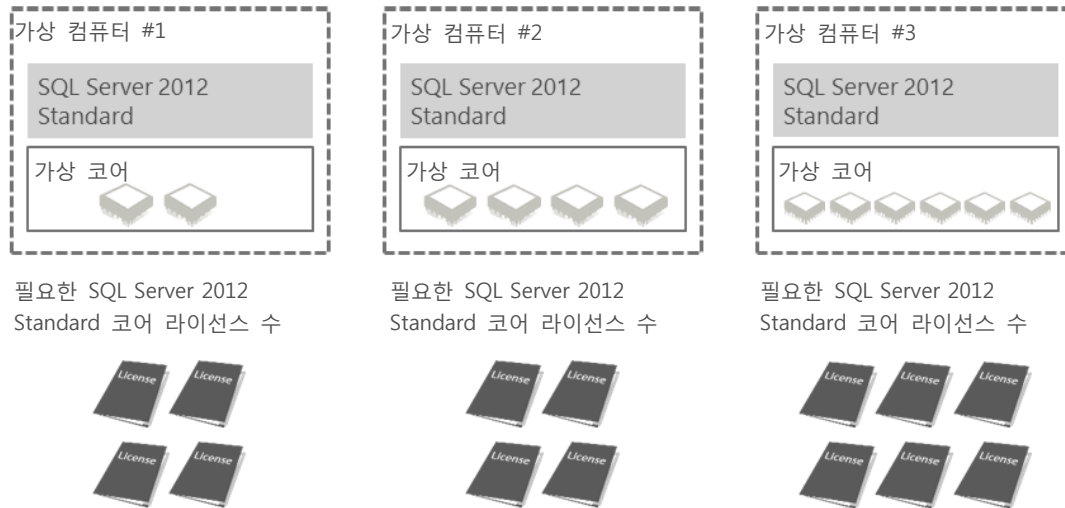 가상 컴퓨터 #1
SQL Server 2012
Standard
가상 코어
필요한 SQL Server 2012
Standard 코어 라이선스 수
License
License
License
License
가상 컴퓨터 #2
SQL Server 2012
Standard
가상 코어
필요한 SQL Server 2012
Standard 코어 라이선스 수
License
License
License
License
가상 컴퓨터 #3
SQL Server 2012
Standard
가상 코어
필요한 SQL Server 2012
Standard 코어 라이선스 수
License
License
License
License
License
License